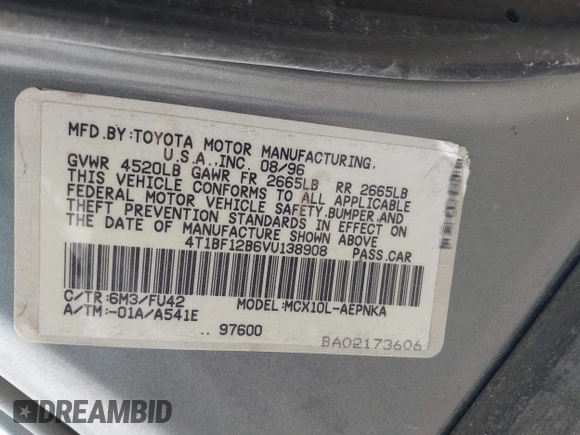 MFD.BY:TOYOTA MOTOR MANUFACTURING.
U.S.A..INC. 08/96
GVWR 4520LB GAWR FR 2665LB RR 2665LB
THIS VEHICLE CONFORMS TO ALL APPLICABLE
FEDERAL MOTOR VEHICLE SAFETY,BUMPER,AND
THEFT PREVENTION STANDARDS IN EFFECT ON
THE DATE OF MANUFACTURE SHOWN ABOVE
4T1BF12B6VU138908 PASS.CAR
C/TR:6M3/FU42 MODEL:MCX10L-AEPNKA
A/TM:-01A/A541E
.. 97600
BA02173606
DREAMBID